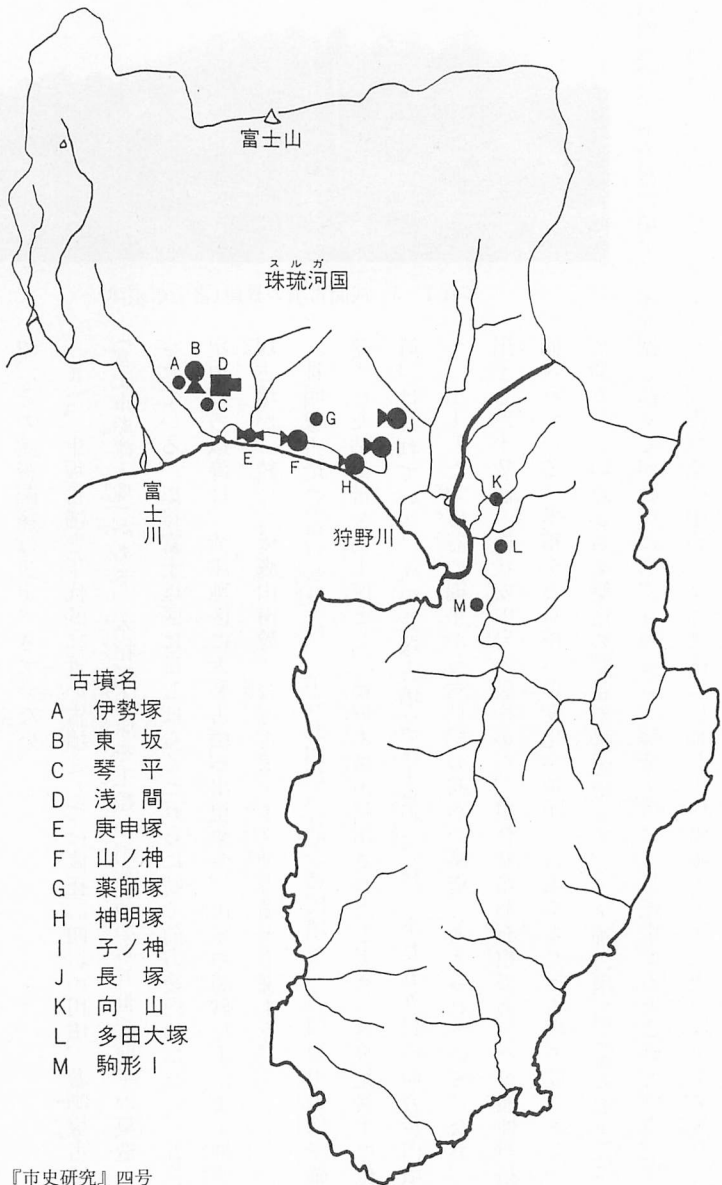 富士山
スルガ
珠琉河国
A
B
D
C
G
J
E
F
I
H
K
富士川
狩野川
L
M
古墳名
A 伊勢塚
B 東坂
C 琴平
D 浅間
E 庚申塚
F 山ノ神
G 薬師塚
H 神明塚
I 子ノ神
J 長塚
K 向山
L 多田大塚
M 駒形1
『市史研究』四号